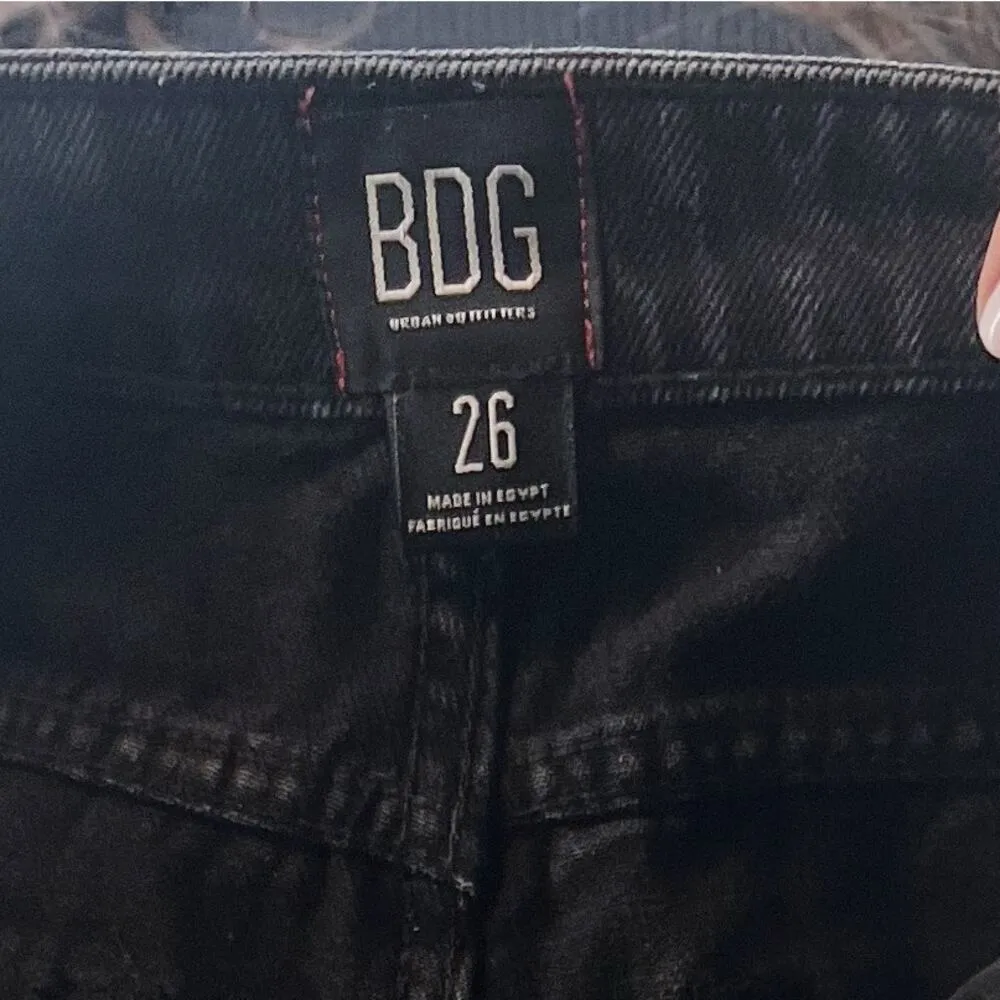 BDG
URBAN OUTFITTERS
26
MADE IN EGYPT
FABRIQUÉ EN EGYPTE